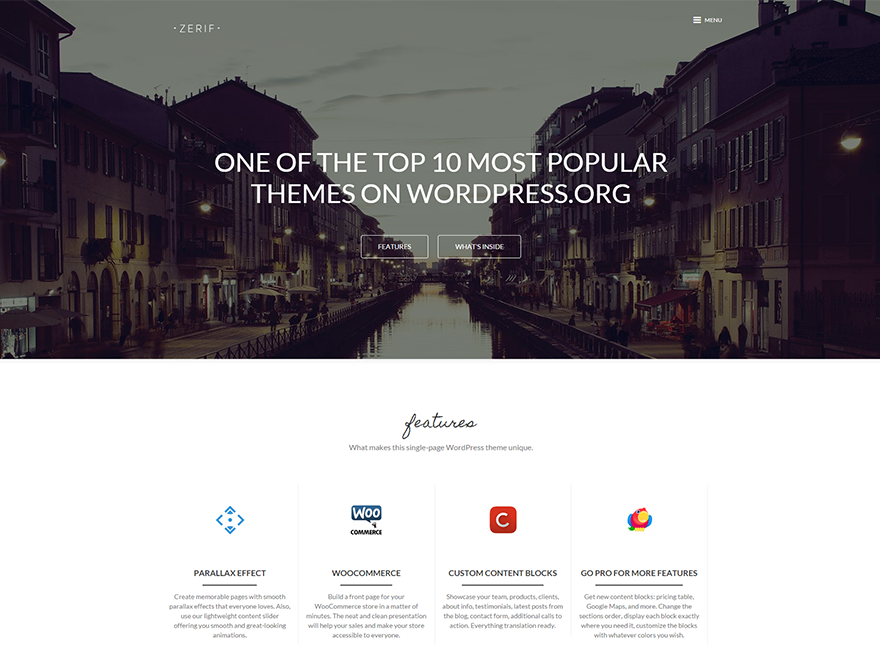 · ZERIF ·
MENU
ONE OF THE TOP 10 MOST POPULAR
THEMES ON WORDPRESS.ORG
FEATURES
WHAT'S INSIDE
features
What makes this single-page WordPress theme unique.
WOO
COMMERCE
C
PARALLAX EFFECT
Create memorable pages with smooth
parallax effects that everyone loves. Also,
use our lightweight content slider
offering you smooth and great-looking
animations.
WOOCOMMERCE
Build a front page for your
WooCommerce store in a matter of
minutes. The neat and clean presentation
will help your sales and make your store
accessible to everyone.
CUSTOM CONTENT BLOCKS
Showcase your team, products, clients,
about info, testimonials, latest posts from
the blog, contact form, additional calls to
action. Everything translation ready.
GO PRO FOR MORE FEATURES
Get new content blocks: pricing table,
Google Maps, and more. Change the
sections order, display each block exactly
where you need it, customize the blocks
with whatever colors you wish.